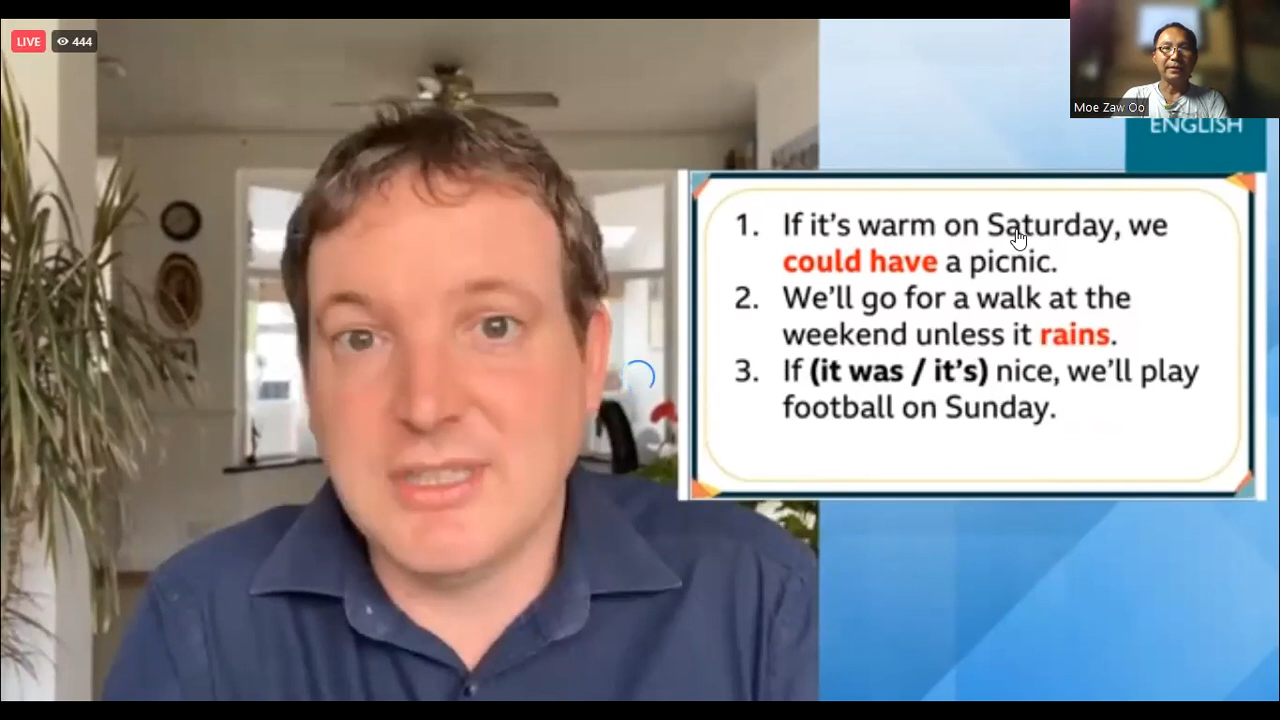 LIVE 444
Moe Zaw Oo
ENGLISH
1. If it's warm on Saturday, we
could have a picnic.
2. We'll go for a walk at the
weekend unless it rains.
3. If (it was / it's) nice, we'll play
football on Sunday.